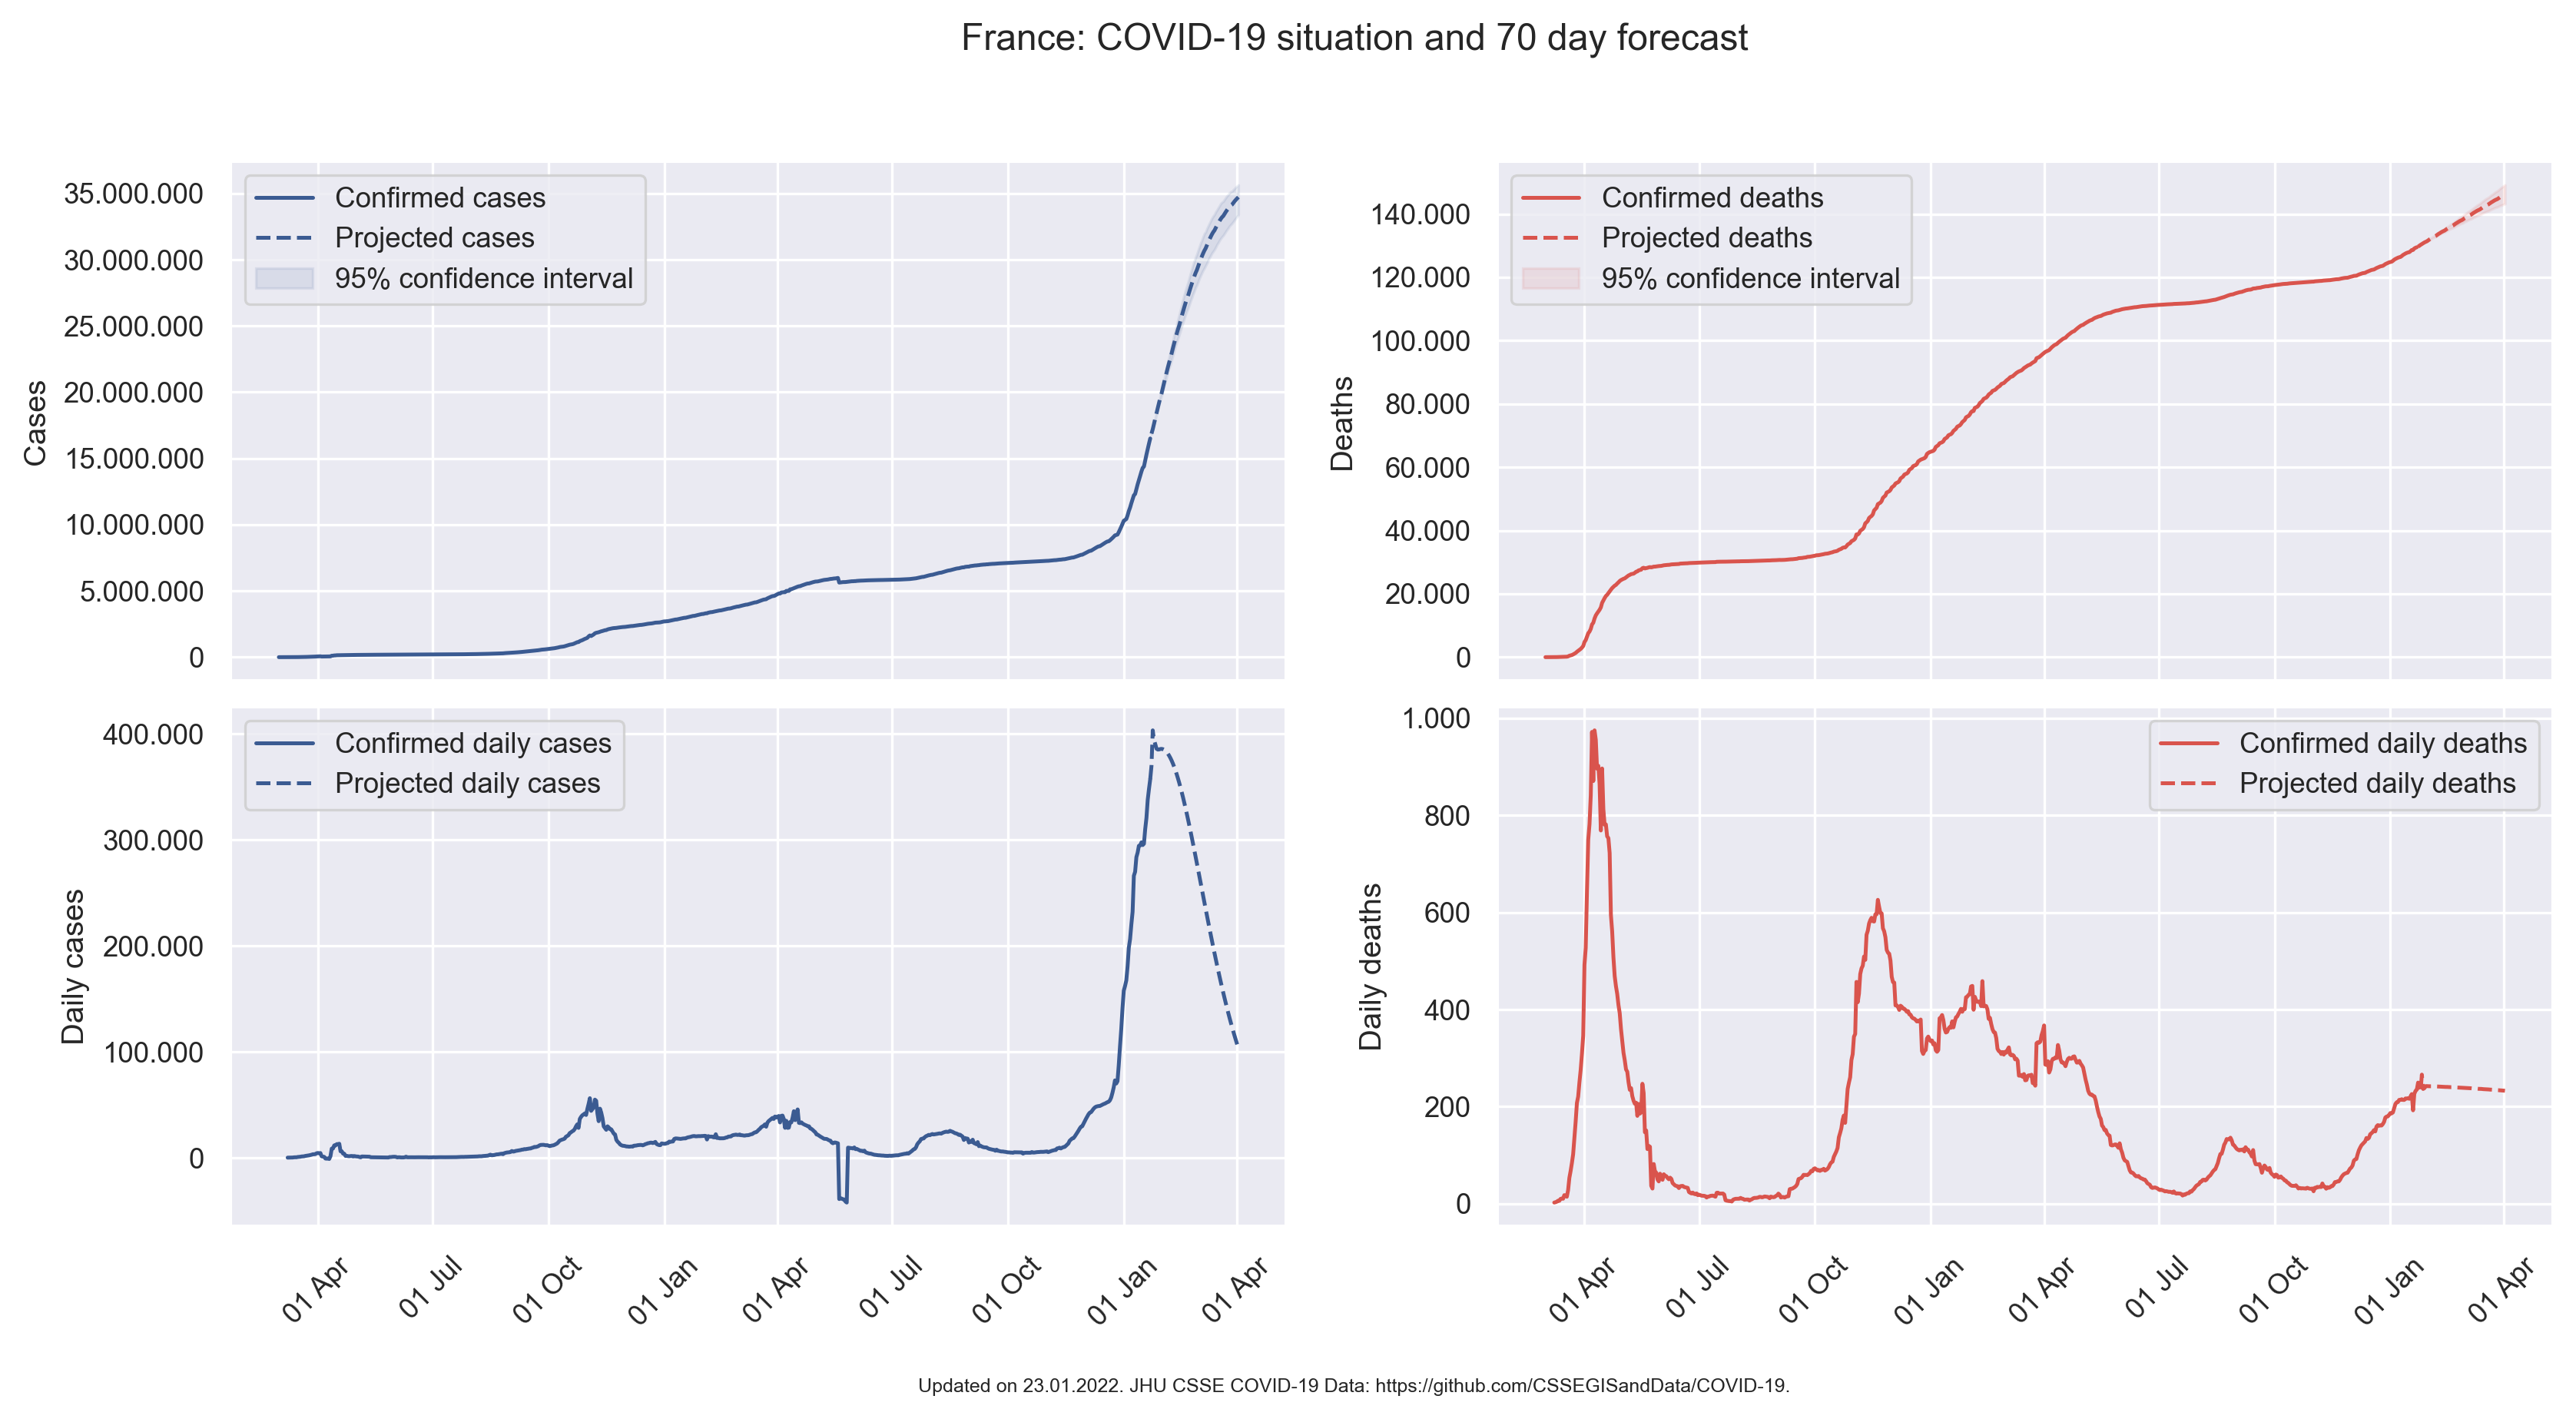 France: COVID-19 situation and 70 day forecast
Cases
35.000.000
30.000.000
25.000.000
20.000.000
15.000.000
10.000.000
5.000.000
0
Confirmed cases
Projected cases
95% confidence interval
Deaths
140.000
120.000
100.000
80.000
60.000
40.000
20.000
0
Confirmed deaths
Projected deaths
95% confidence interval
Daily cases
400.000
300.000
200.000
100.000
0
Confirmed daily cases
Projected daily cases
01 Apr
01 Jul
01 Oct
01 Jan
01 Apr
01 Jul
01 Oct
01 Jan
01 Apr
Daily deaths
1.000
800
600
400
200
0
Confirmed daily deaths
Projected daily deaths
01 Apr
01 Jul
01 Oct
01 Jan
01 Apr
01 Jul
01 Oct
01 Jan
01 Apr
Updated on 23.01.2022. JHU CSSE COVID-19 Data: https://github.com/CSSEGISandData/COVID-19.